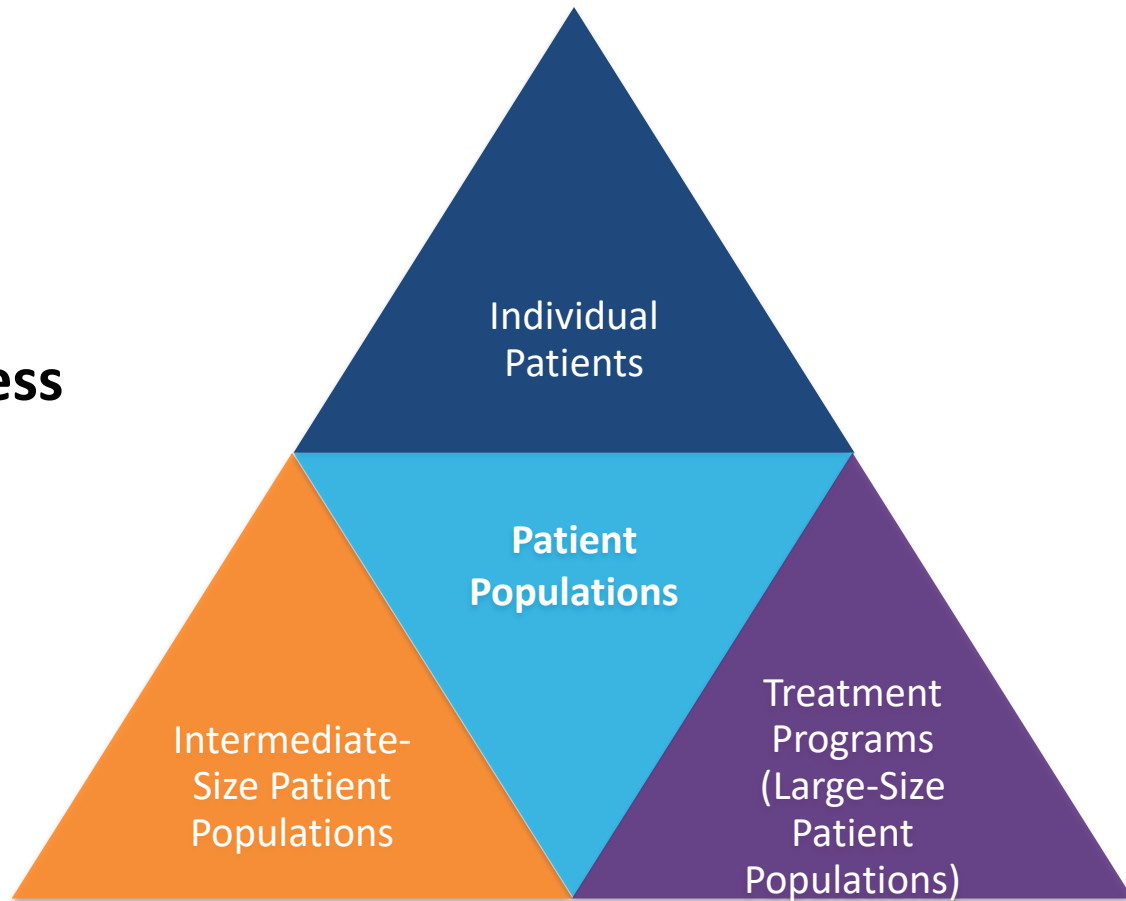 Individual
Patients
ess
Patient
Populations
Intermediate-
Size Patient
Populations
Treatment
Programs
(Large-Size
Patient
Populations)